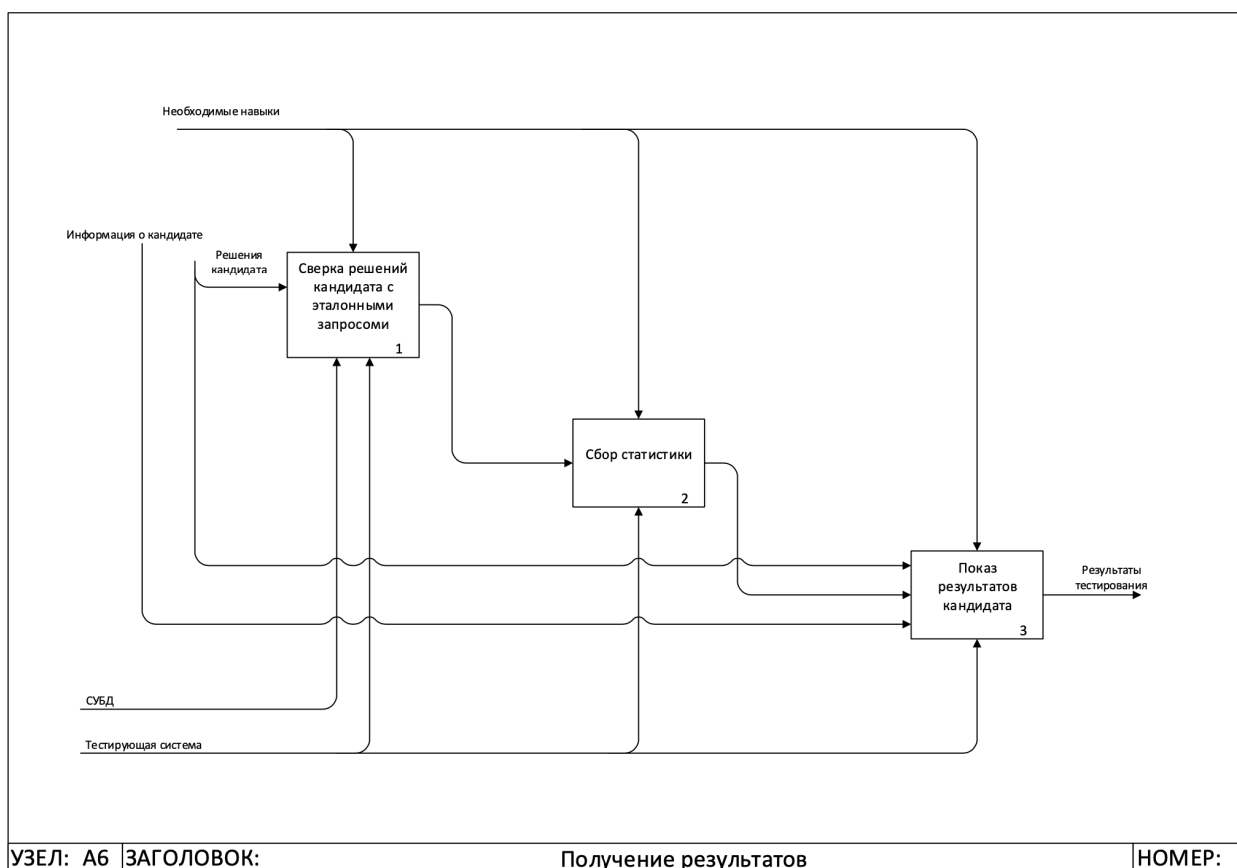 Необходимые навыки
Информация о кандидате
Решения
кандидата
Сверка решений
кандидата с
эталонными
запросоми
1
Сбор статистики
2
Показ
результатов
кандидата
3
Результаты
тестирования
СУБД
Тестирующая система
УЗЕЛ: А6 ЗАГОЛОВОК: Получение результатов НОМЕР: